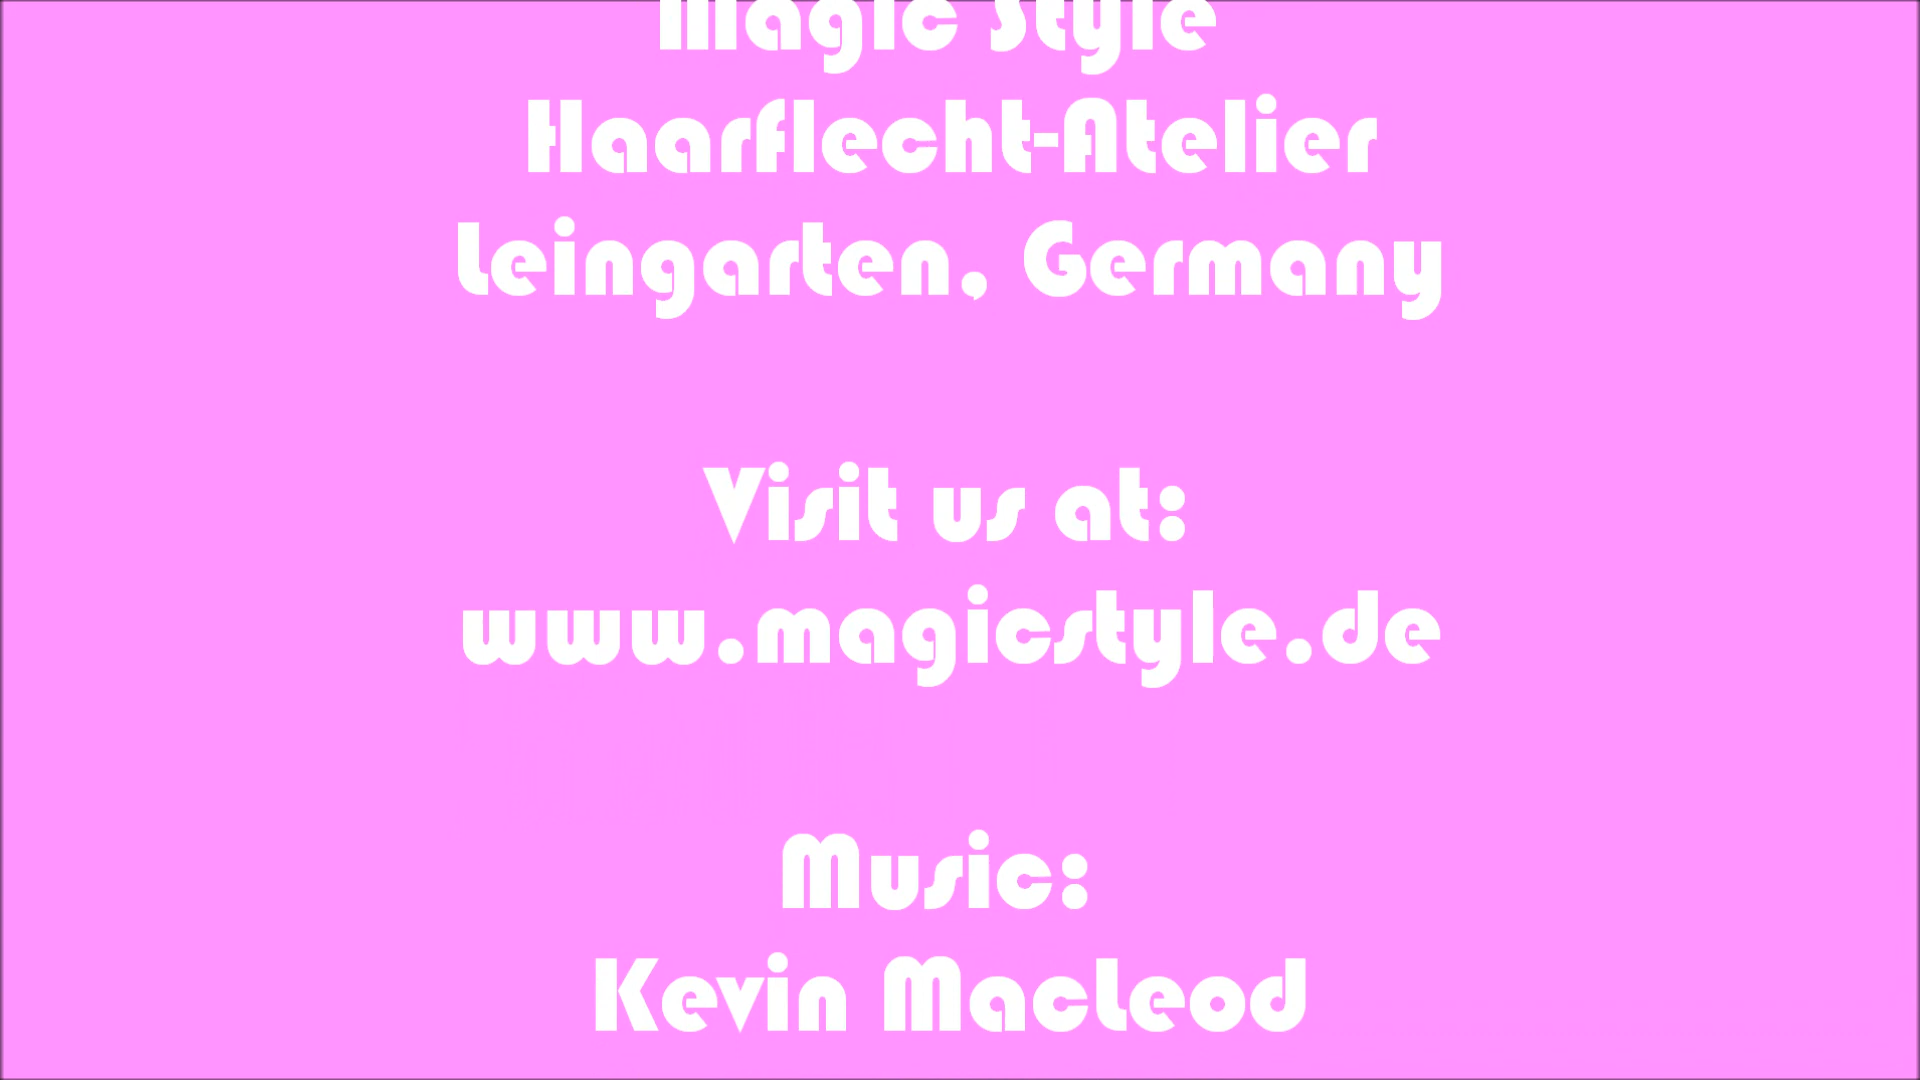 Magic Style
Haarflecht-Atelier
Leingarten, Germany
Visit us at:
www.magicstyle.de
Music:
Kevin MacLeod